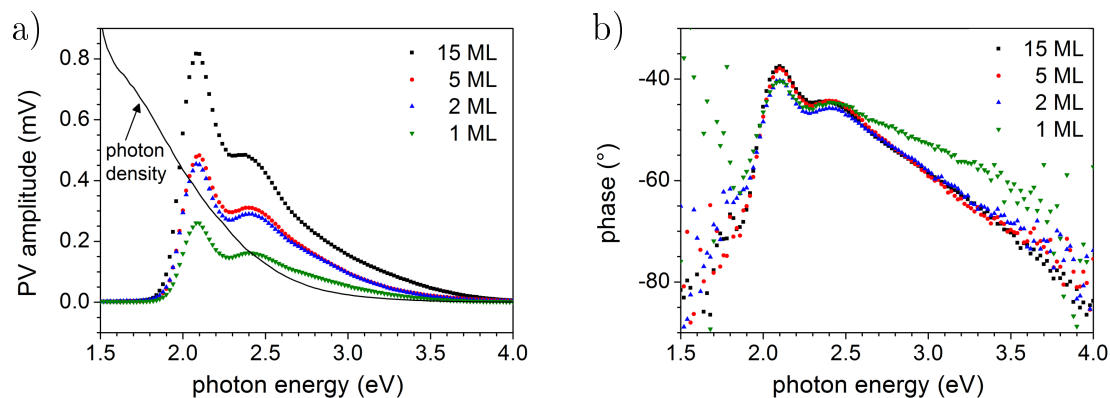 a)
PV amplitude (mV)
0.8
0.6
0.4
0.2
0.0
photon
density
15 ML
5 ML
2 ML
1 ML
1.5 2.0 2.5 3.0 3.5 4.0
photon energy (eV)
b)
phase (°)
-40
-60
-80
15 ML
5 ML
2 ML
1 ML
1.5 2.0 2.5 3.0 3.5 4.0
photon energy (eV)